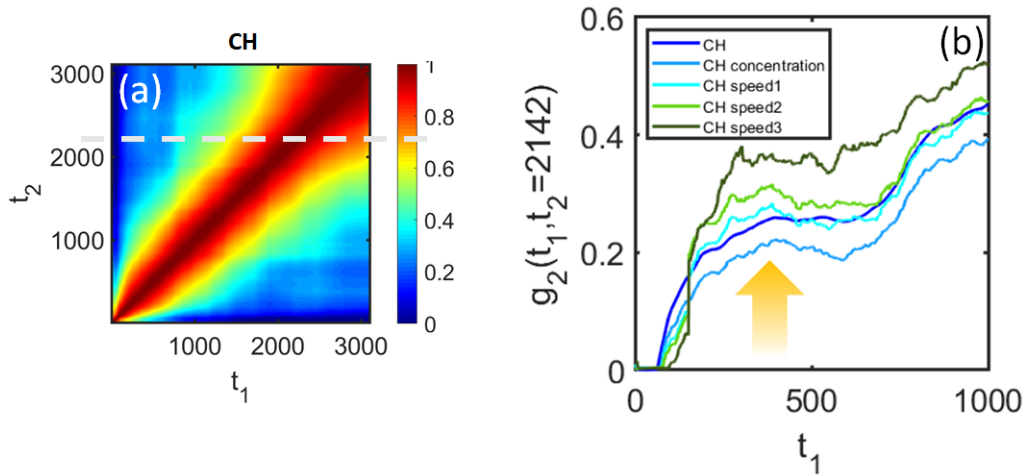 CH
(a)
3000
2000
1000
t2
1000
2000
3000
t1
1
0.8
0.6
0.4
0.2
0
(b)
CH
CH concentration
CH speed1
CH speed2
CH speed3
0.6
0.4
0.2
0
g2(t1,t2=2142)
0
500
1000
t1